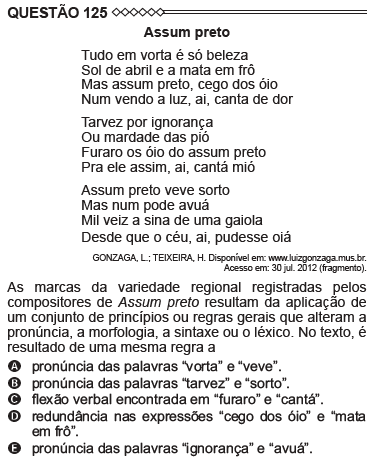 QUESTÃO 125
Assum preto
Tudo em vorta é só beleza
Sol de abril e a mata em frô
Mas assum preto, cego dos óio
Num vendo a luz, ai, canta de dor
Tarvez por ignorança
Ou mardade das pió
Furaro os óio do assum preto
Pra ele assim, ai, cantá mió
Assum preto veve sorto
Mas num pode avuá
Mil veiz a sina de uma gaiola
Desde que o céu, ai, pudesse oiá
GONZAGA, L.; TEIXEIRA, H. Disponível em: www.luizgonzaga.mus.br.
Acesso em: 30 jul. 2012 (fragmento).
As marcas da variedade regional registradas pelos
compositores de Assum preto resultam da aplicação de
um conjunto de princípios ou regras gerais que alteram a
pronúncia, a morfologia, a sintaxe ou o léxico. No texto, é
resultado de uma mesma regra a
A pronúncia das palavras “vorta” e “veve”.
B pronúncia das palavras “tarvez” e “sorto”.
C flexão verbal encontrada em “furaro” e “cantá”.
D redundância nas expressões “cego dos óio” e “mata
em frô”.
E pronúncia das palavras “ignorança” e “avuá”.